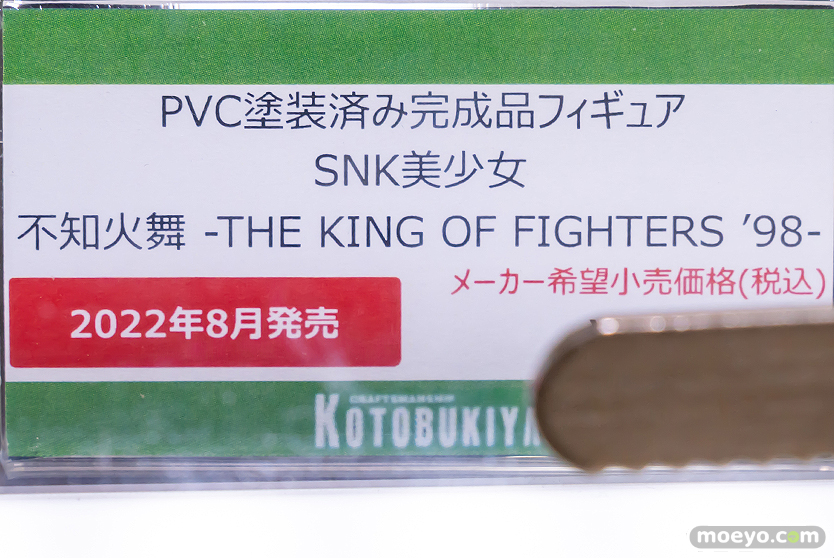 PVC塗装済み完成品フィギュア
SNK美少女
不知火舞 -THE KING OF FIGHTERS ’98-
メーカー希望小売価格(税込)
2022年8月発売
CRAFTSMANSHIP
KOTOBUKIYA
moeyo.com